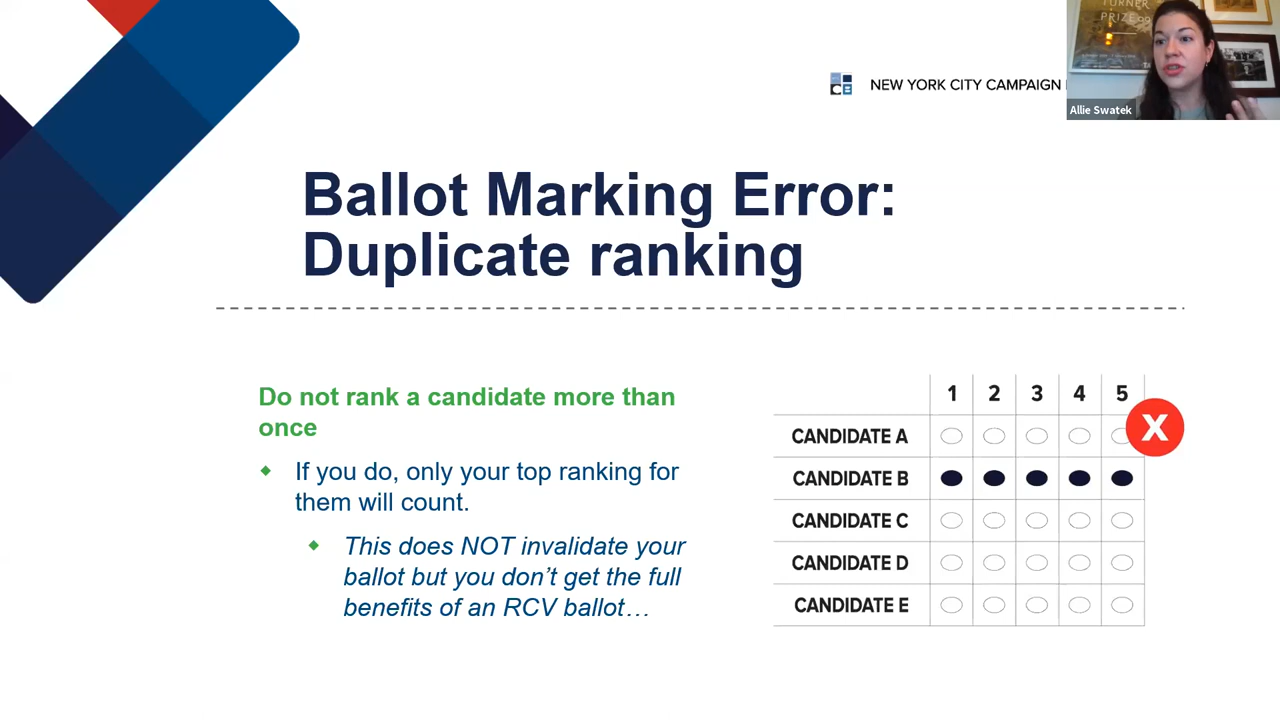 TURNER
PRIZE
NEW YORK CITY CAMPAIGN
Allie Swatek
Ballot Marking Error:
Duplicate ranking
Do not rank a candidate more than
once
If you do, only your top ranking for
them will count.
This does NOT invalidate your
ballot but you don't get the full
benefits of an RCV ballot…
1 2 3 4 5
X
CANDIDATE A
CANDIDATE B
CANDIDATE C
CANDIDATE D
CANDIDATE E